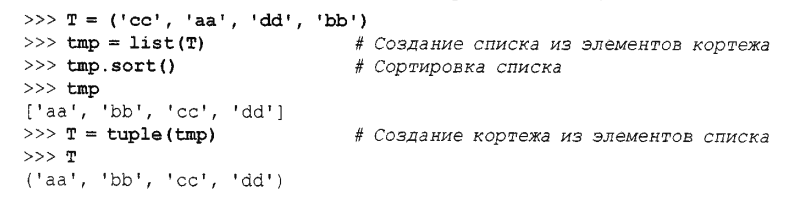 >>> T = ('cc', 'aa', 'dd', 'bb')
>>> tmp = list(T) # Создание списка из элементов кортежа
>>> tmp.sort() # Сортировка списка
>>> tmp
['aa', 'bb', 'cc', 'dd']
>>> T = tuple(tmp) # Создание кортежа из элементов списка
>>> T
('aa', 'bb', 'cc', 'dd')